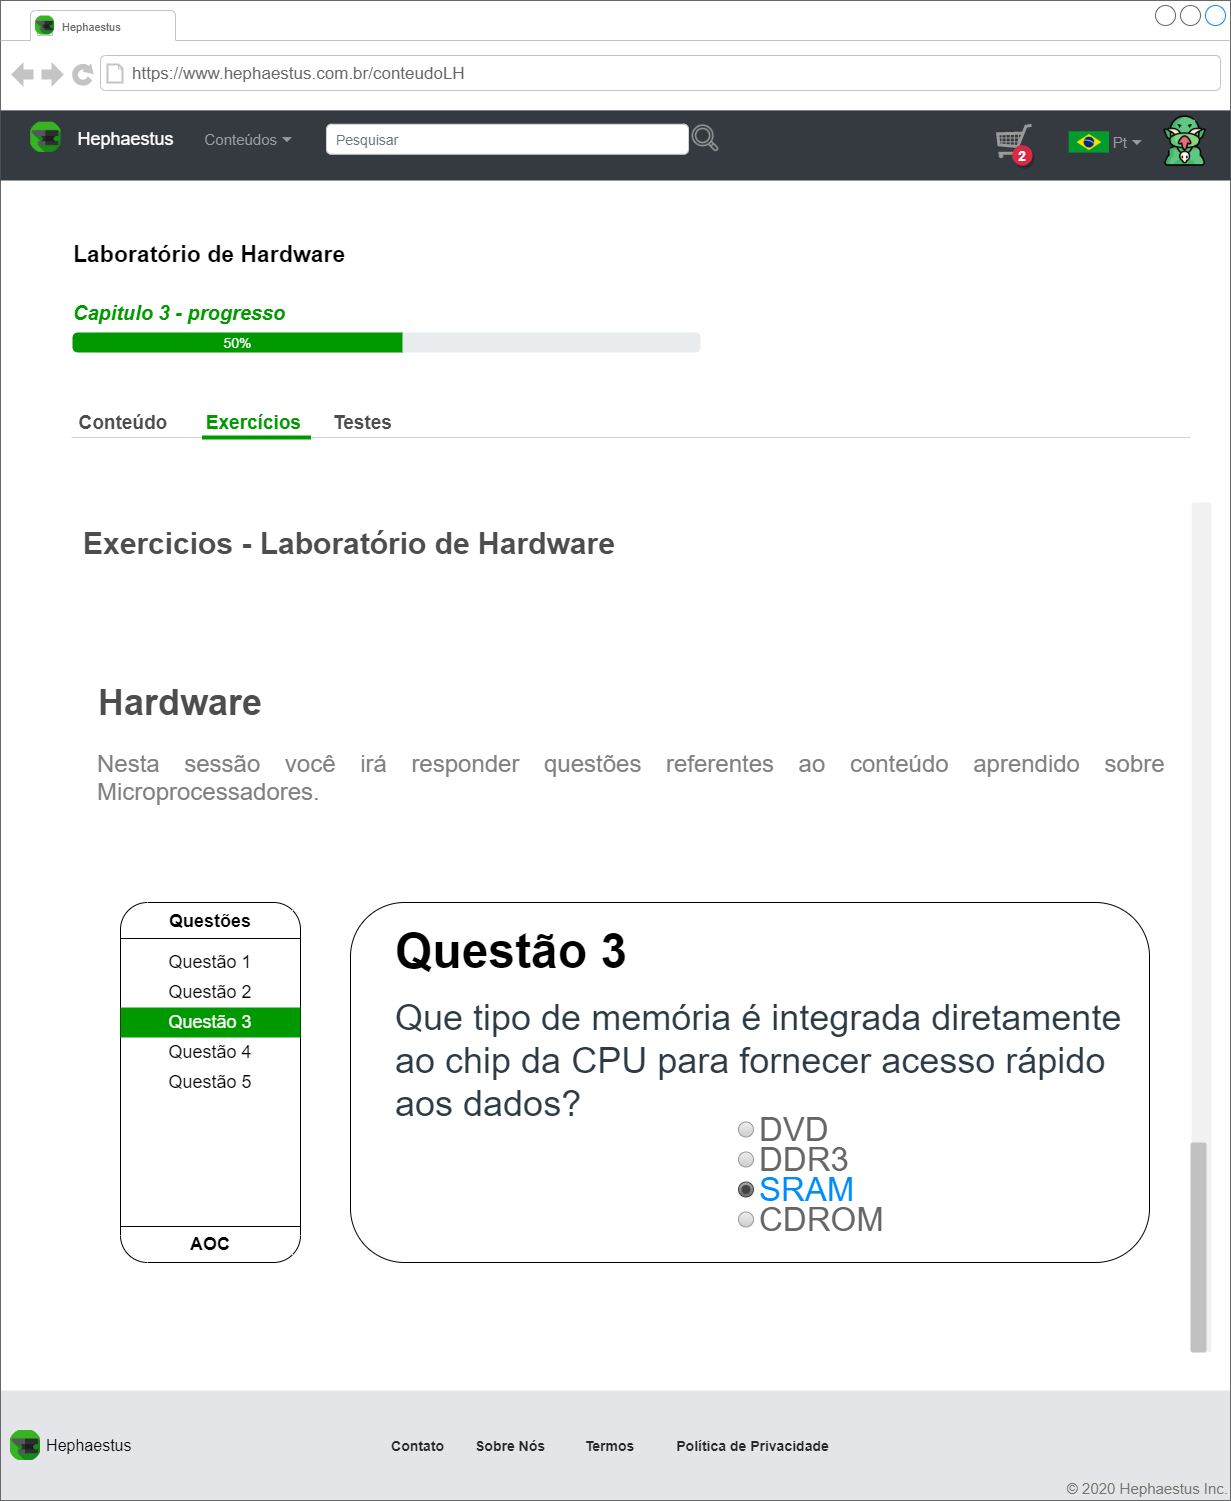 Hephaestus
https://www.hephaestus.com.br/conteudoLH
Hephaestus
Conteúdos
Pesquisar
2
Pt
Laboratório de Hardware
Capitulo 3 - progresso
50%
Conteúdo
Exercícios
Testes
Exercicios - Laboratório de Hardware
Hardware
Nesta sessão você irá responder questões referentes ao conteúdo aprendido sobre
Microprocessadores.
Questões
Questão 1
Questão 2
Questão 3
Questão 4
Questão 5
AOC
Questão 3
Que tipo de memória é integrada diretamente
ao chip da CPU para fornecer acesso rápido
aos dados?
DVD
DDR3
SRAM
CDROM
Hephaestus
Contato
Sobre Nós
Termos
Política de Privacidade
© 2020 Hephaestus Inc.